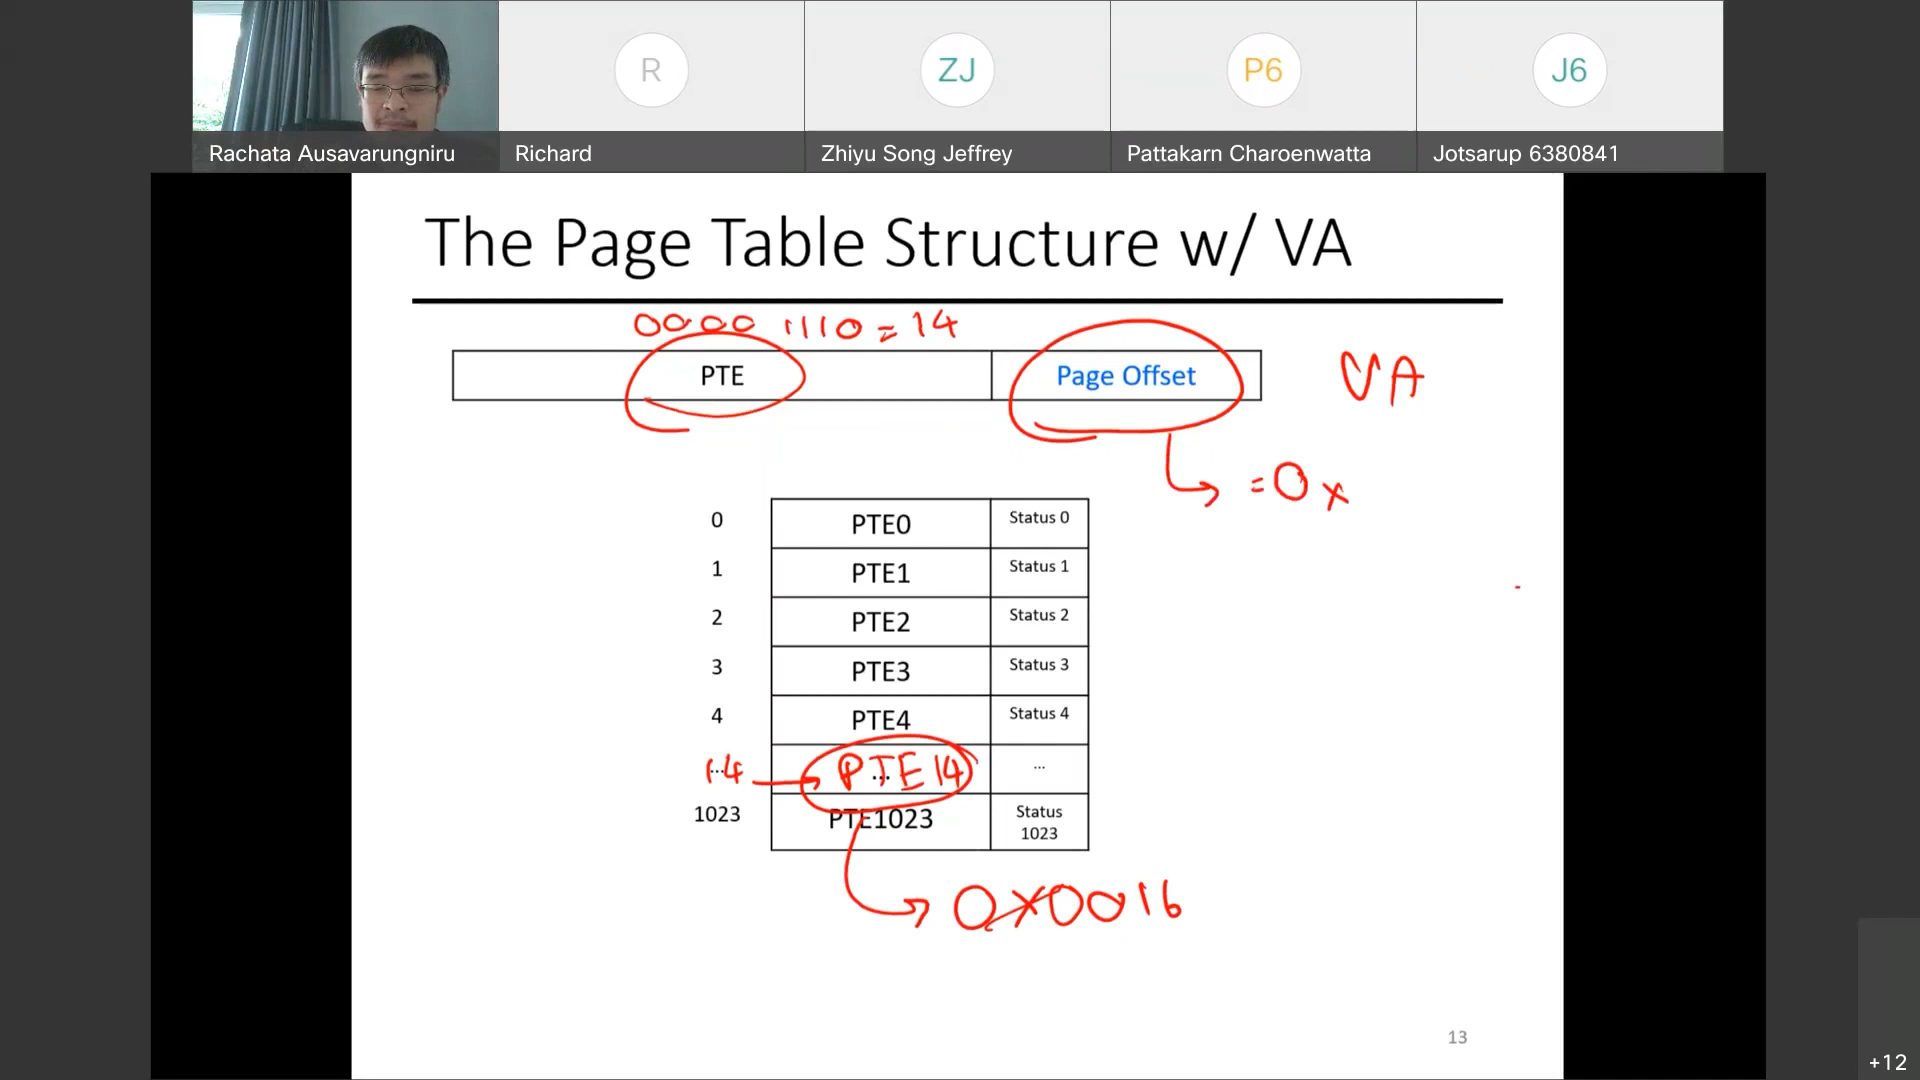 R
ZJ
P6
J6
Rachata Ausavarungniru
Richard
Zhiyu Song Jeffrey
Pattakarn Charoenwatta
Jotsarup 6380841
The Page Table Structure w/ VA
0000 1110 = 14
PTE
Page Offset
VA
= 0x
0 PTE0 Status 0
1 PTE1 Status 1
2 PTE2 Status 2
3 PTE3 Status 3
4 PTE4 Status 4
14 PTE 14 ...
1023 PTE1023 Status
1023
0x0016
13
+12